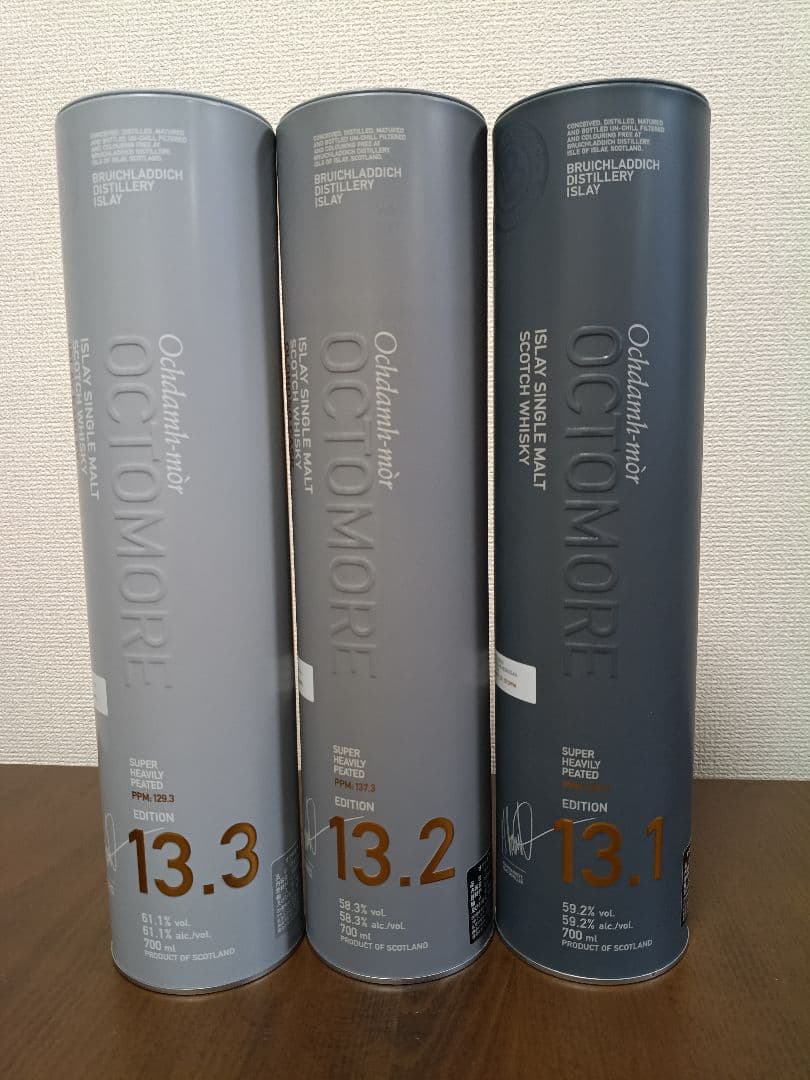 CONCEIVED, DISTILLED, MATURED
AND BOTTLED UN-CHILL FILTERED
AND COLOURING FREE AT
BRUICHLADDICH DISTILLERY,
ISLE OF ISLAY, SCOTLAND.
BRUICHLADDICH
DISTILLERY
ISLAY
Ochdamh-mòr
OCTOMORE
ISLAY SINGLE MALT
SCOTCH WHISKY
SUPER
HEAVILY
PEATED
PPM: 129.3
EDITION
13.3
61.1% vol.
61.1% alc./vol.
700 ml
PRODUCT OF SCOTLAND
CONCEIVED, DISTILLED, MATURED
AND BOTTLED UN-CHILL FILTERED
AND COLOURING FREE AT
BRUICHLADDICH DISTILLERY,
ISLE OF ISLAY, SCOTLAND.
BRUICHLADDICH
DISTILLERY
ISLAY
Ochdamh-mòr
OCTOMORE
ISLAY SINGLE MALT
SCOTCH WHISKY
SUPER
HEAVILY
PEATED
PPM: 137.3
EDITION
13.2
58.3% vol.
58.3% alc./vol.
700 ml
PRODUCT OF SCOTLAND
CONCEIVED, DISTILLED, MATURED
AND BOTTLED UN-CHILL FILTERED
AND COLOURING FREE AT
BRUICHLADDICH DISTILLERY,
ISLE OF ISLAY, SCOTLAND.
BRUICHLADDICH
DISTILLERY
ISLAY
Ochdamh-mòr
OCTOMORE
ISLAY SINGLE MALT
SCOTCH WHISKY
SUPER
HEAVILY
PEATED
EDITION
13.1
59.2% vol.
59.2% alc./vol.
700 ml
PRODUCT OF SCOTLAND